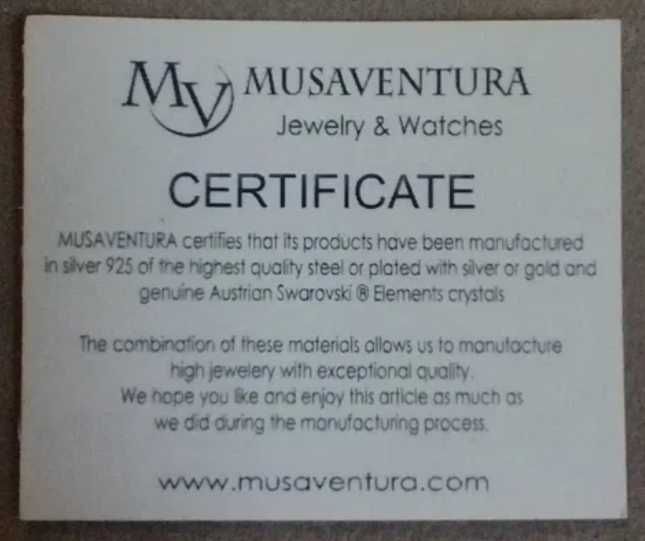 MV MUSAVENTURA
Jewelry & Watches
CERTIFICATE
MUSAVENTURA certifies that its products have been manufactured
in silver 925 of the highest quality steel or plated with silver or gold and
genuine Austrian Swarovski ® Elements crystals
The combination of these materials allows us to manufacture
high jewelery with exceptional quality.
We hope you like and enjoy this article as much as
we did during the manufacturing process.
www.musaventura.com